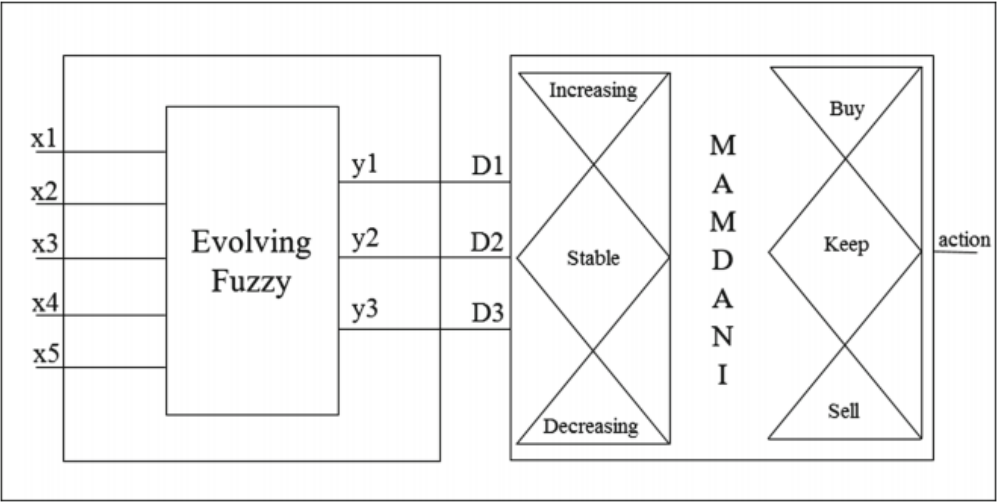 x1
x2
x3
x4
x5
Evolving
Fuzzy
y1
y2
y3
D1
D2
D3
Increasing
Stable
Decreasing
M
A
M
D
A
N
I
Buy
Keep
Sell
action